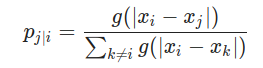 p_{j|i} = \frac{g(|x_i - x_j|)}{\sum_{k \neq i} g(|x_i - x_k|)}